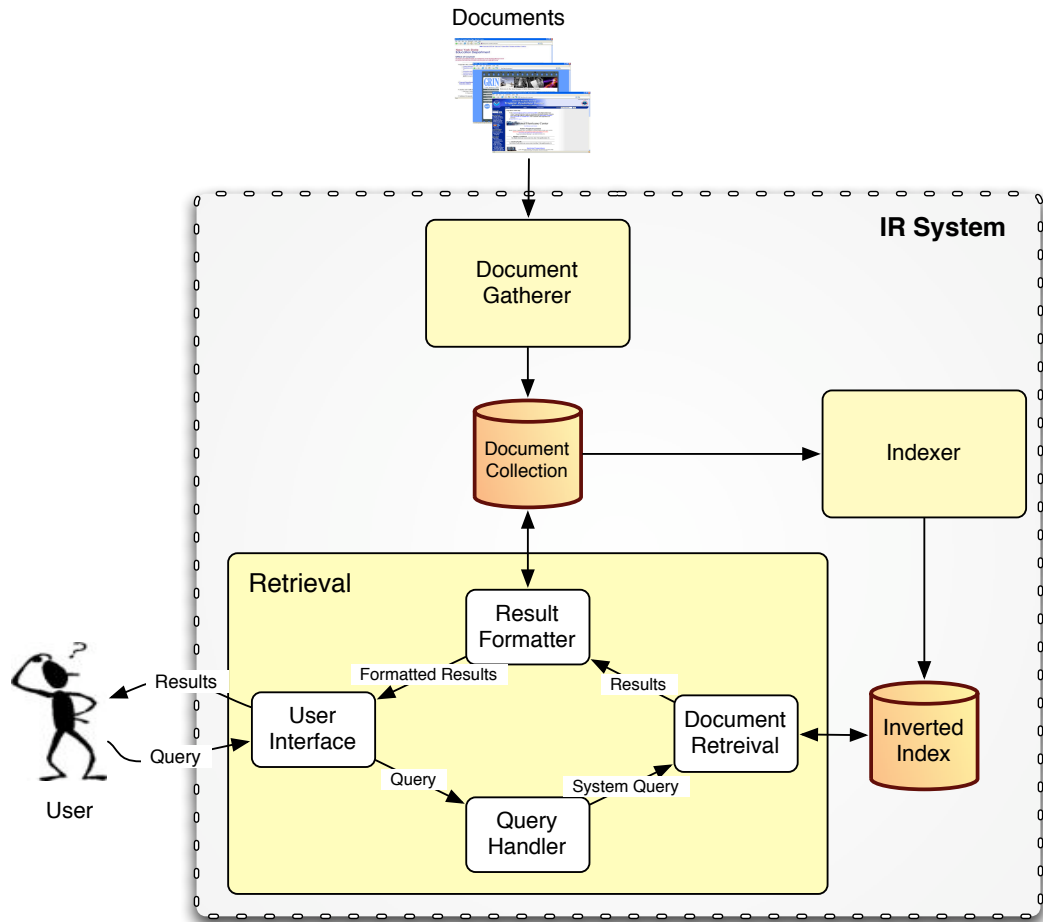 Documents
GRIN
IR System
Document
Gatherer
Document
Collection
Indexer
Retrieval
Result
Formatter
?
Results
Formatted Results
Results
User
Interface
Document
Retreival
Inverted
Index
Query
Query
System Query
User
Query
Handler